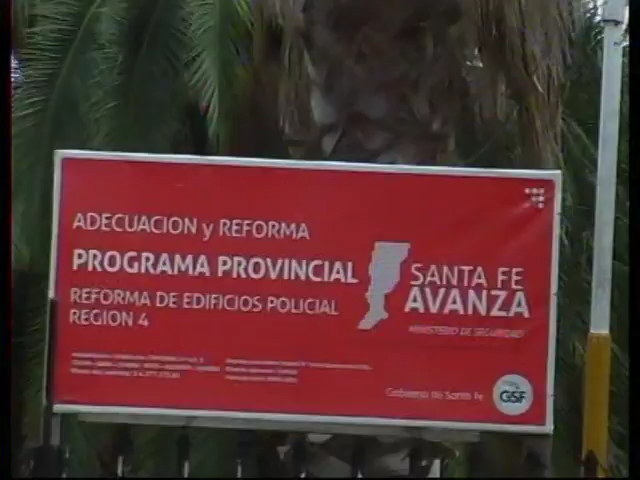 ADECUACION y REFORMA
PROGRAMA PROVINCIAL
REFORMA DE EDIFICIOS POLICIAL
REGION 4
SANTA FE
AVANZA
MINISTERIO DE SEGURIDAD
Gobierno de Santa Fe
GSF